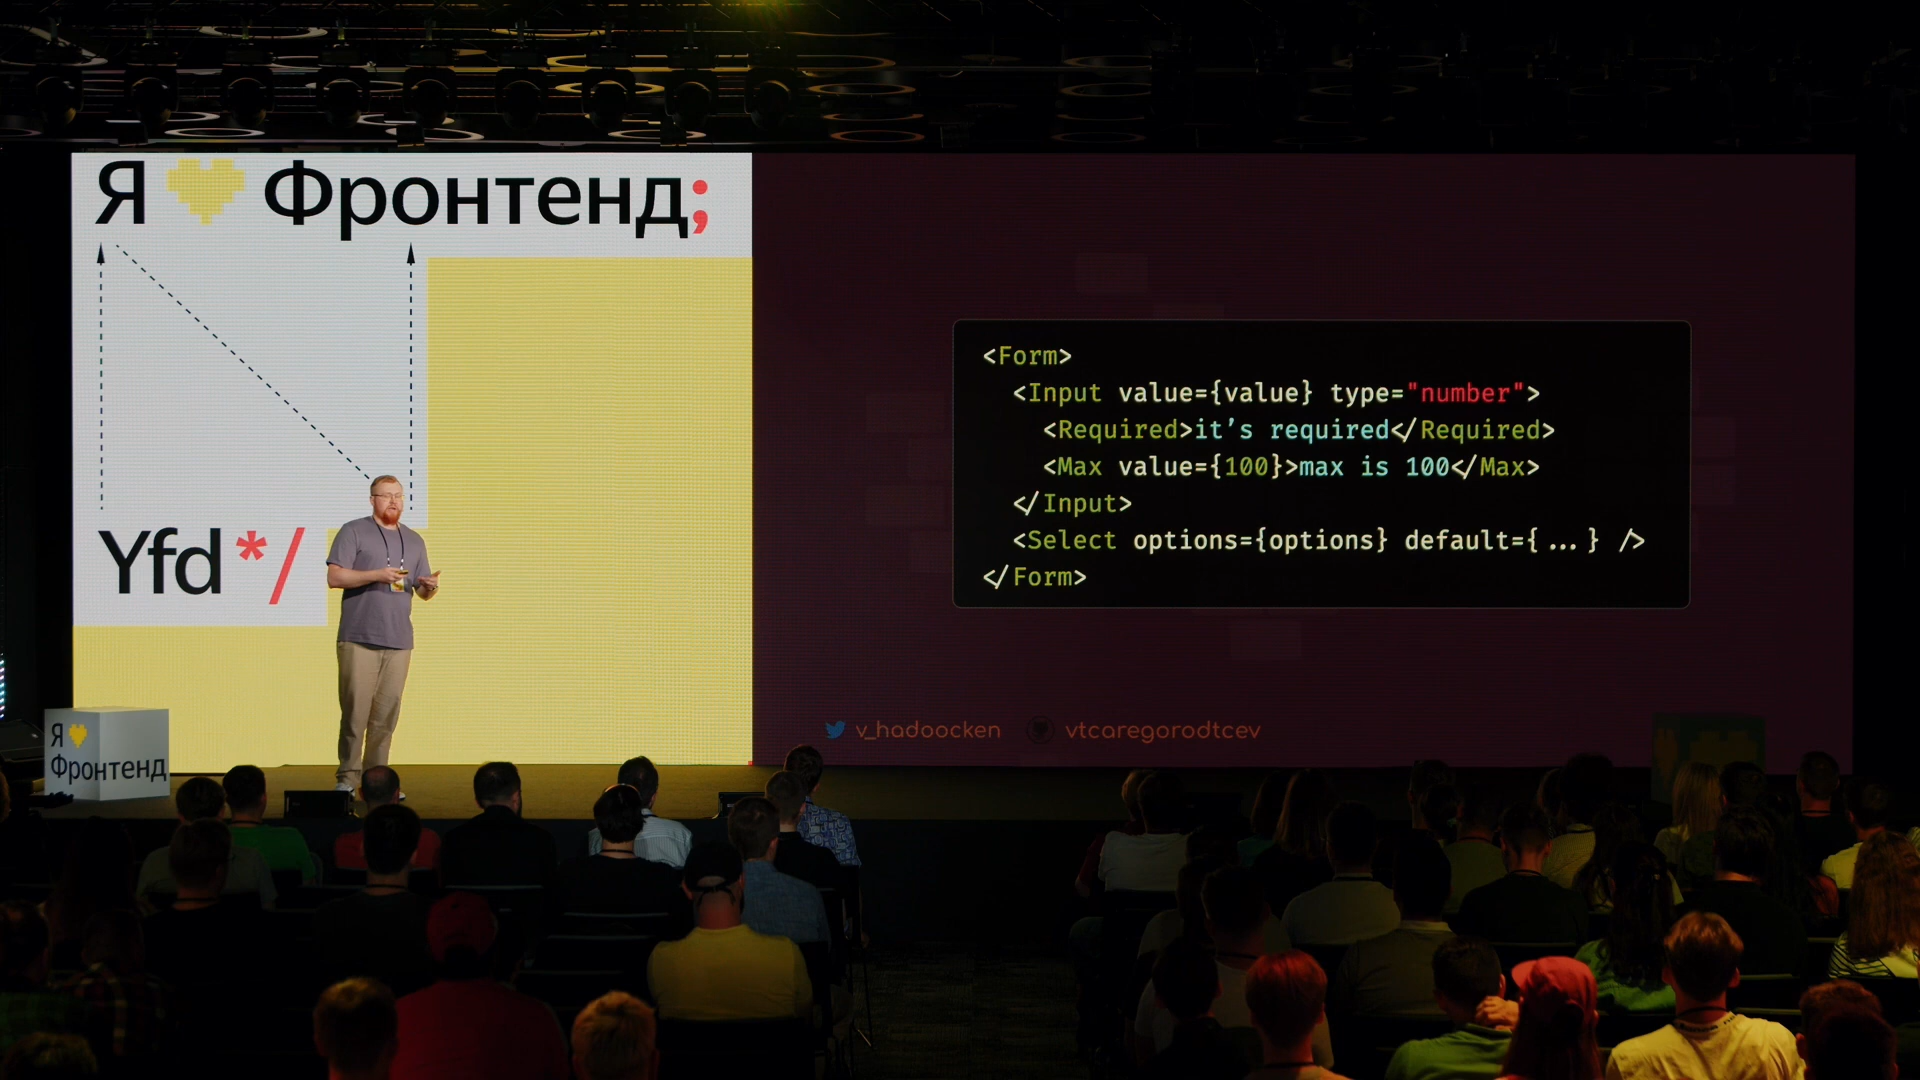 Я Фронтенд;
Yfd*/
<Form>
<Input value={value} type="number">
<Required>it’s required</Required>
<Max value={100}>max is 100</Max>
</Input>
<Select options={options} default={...} />
</Form>
v_hadoocken vtcaregorodtcev
Я
Фронтенд